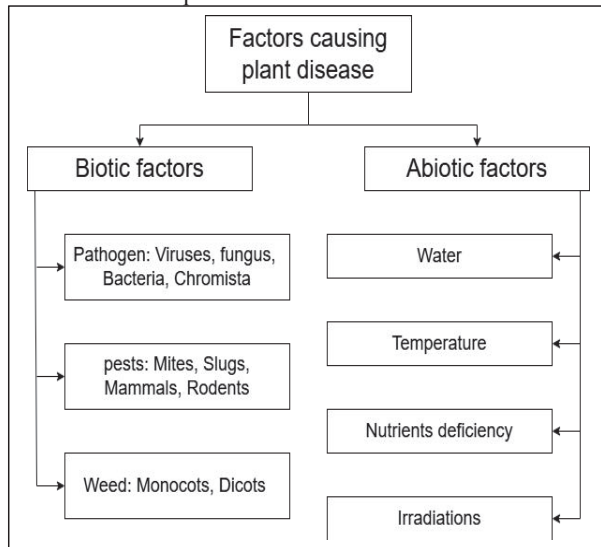 Factors causing
plant disease
Biotic factors
Abiotic factors
Pathogen: Viruses, fungus,
Bacteria, Chromista
pests: Mites, Slugs,
Mammals, Rodents
Weed: Monocots, Dicots
Water
Temperature
Nutrients deficiency
Irradiations